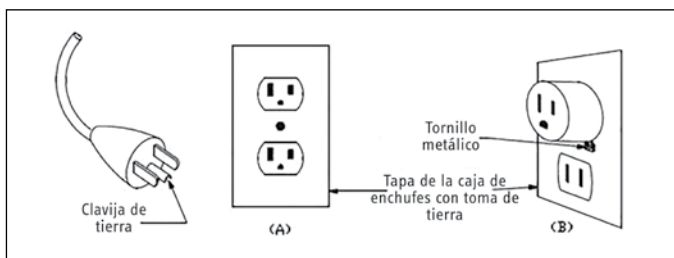 Clavija de
tierra
(A)
Tapa de la caja de
enchufes con toma de
tierra
Tornillo
metálico
(B)